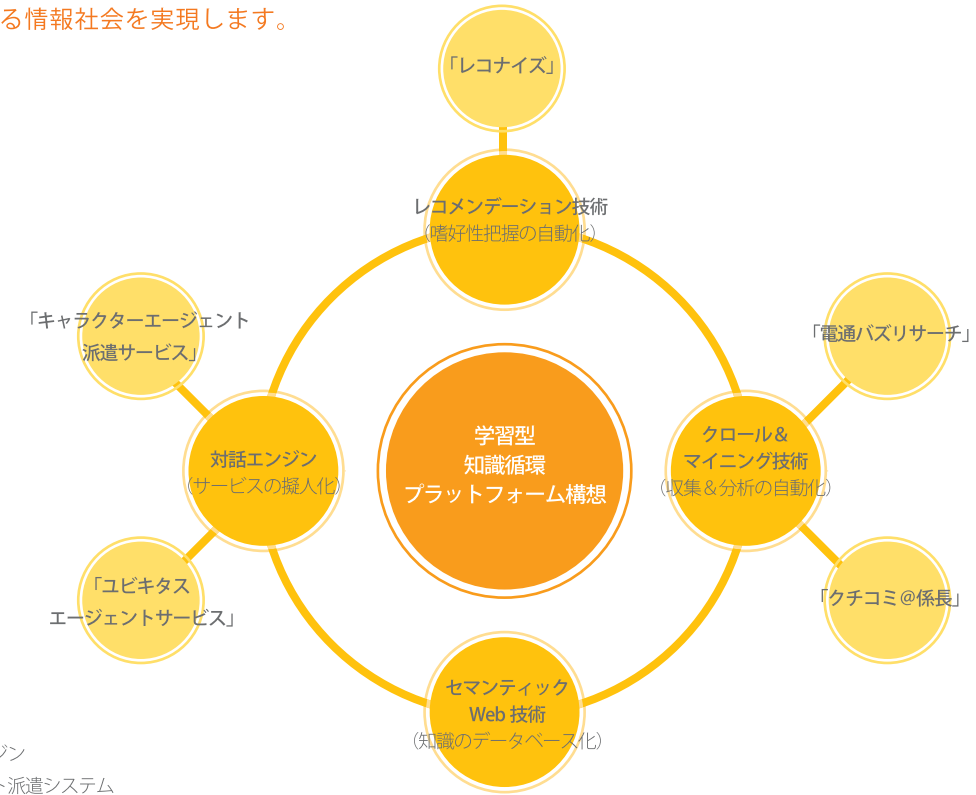 る情報社会を実現します。
「レコナイズ」
レコメンデーション技術
（嗜好性把握の自動化）
「キャラクターエージェント
派遣サービス」
「電通バズリサーチ」
学習型
知識循環
プラットフォーム構想
対話エンジン
（サービスの擬人化）
クロール＆
マイニング技術
（収集＆分析の自動化）
「ユビキタス
エージェントサービス」
「クチコミ＠係長」
セマンティック
Web 技術
（知識のデータベース化）
ジン
ト派遣システム